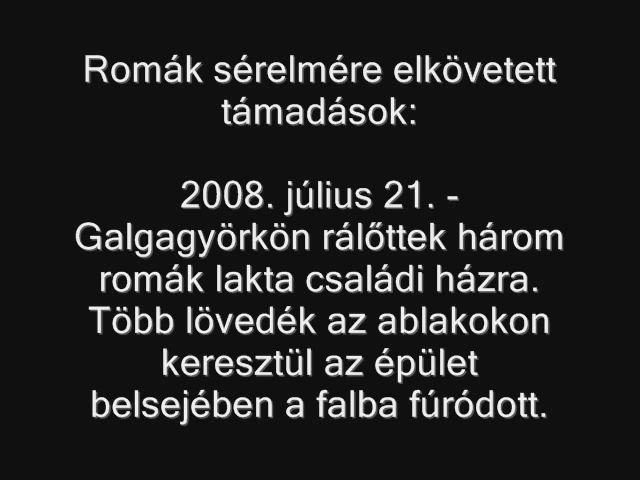 Romák sérelmére elkövetett
támadások:
2008. július 21. -
Galgagyörkön rálőttek három
romák lakta családi házra.
Több lövedék az ablakokon
keresztül az épület
belsejében a falba fúródott.